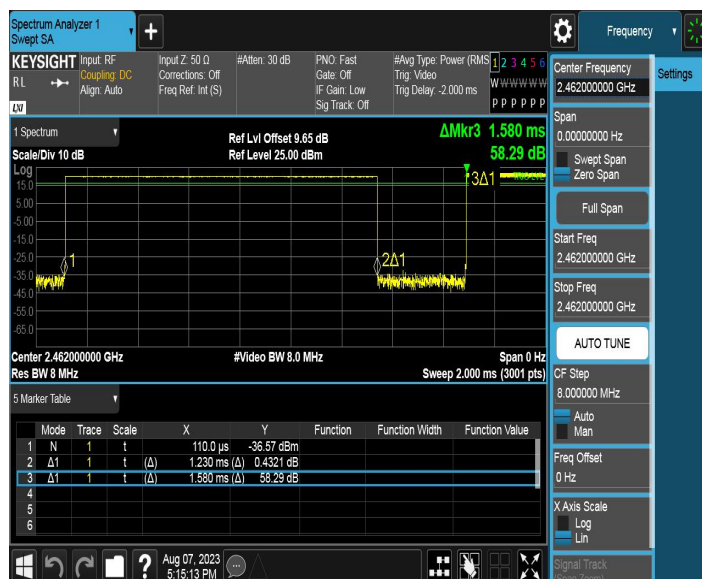 Spectrum Analyzer 1
Swept SA
+
Frequency
KEYSIGHT
RL
LXI
Input: RF
Coupling: DC
Align: Auto
Input Z: 50 Ω
Corrections: Off
Freq Ref: Int (S)
#Atten: 30 dB
PNO: Fast
Gate: Off
IF Gain: Low
Sig Track: Off
#Avg Type: Power (RMS
Trig: Video
Trig Delay: -2.000 ms
1 2 3 4 5 6
W W W W W W
P P P P P P
1 Spectrum
Scale/Div 10 dB
Ref Lvl Offset 9.65 dB
Ref Level 25.00 dBm
ΔMkr3 1.580 ms
58.29 dB
Log
15.0
5.00
-5.00
-15.0
-25.0
-35.0
-45.0
-55.0
-65.0
1
2Δ1
3Δ1
Center 2.462000000 GHz
#Video BW 8.0 MHz
Span 0 Hz
Res BW 8 MHz
Sweep 2.000 ms (3001 pts)
5 Marker Table
Mode Trace Scale X Y Function Function Width Function Value
1 N 1 t 110.0 µs -36.57 dBm
2 Δ1 1 t (Δ) 1.230 ms (Δ) 0.4321 dB
3 Δ1 1 t (Δ) 1.580 ms (Δ) 58.29 dB
4
5
6
?
Aug 07, 2023
5:15:13 PM
Center Frequency
2.462000000 GHz
Settings
Span
0.00000000 Hz
Swept Span
Zero Span
Full Span
Start Freq
2.462000000 GHz
Stop Freq
2.462000000 GHz
AUTO TUNE
CF Step
8.000000 MHz
Auto
Man
Freq Offset
0 Hz
X Axis Scale
Log
Lin
Signal Track
(Span Zoom)